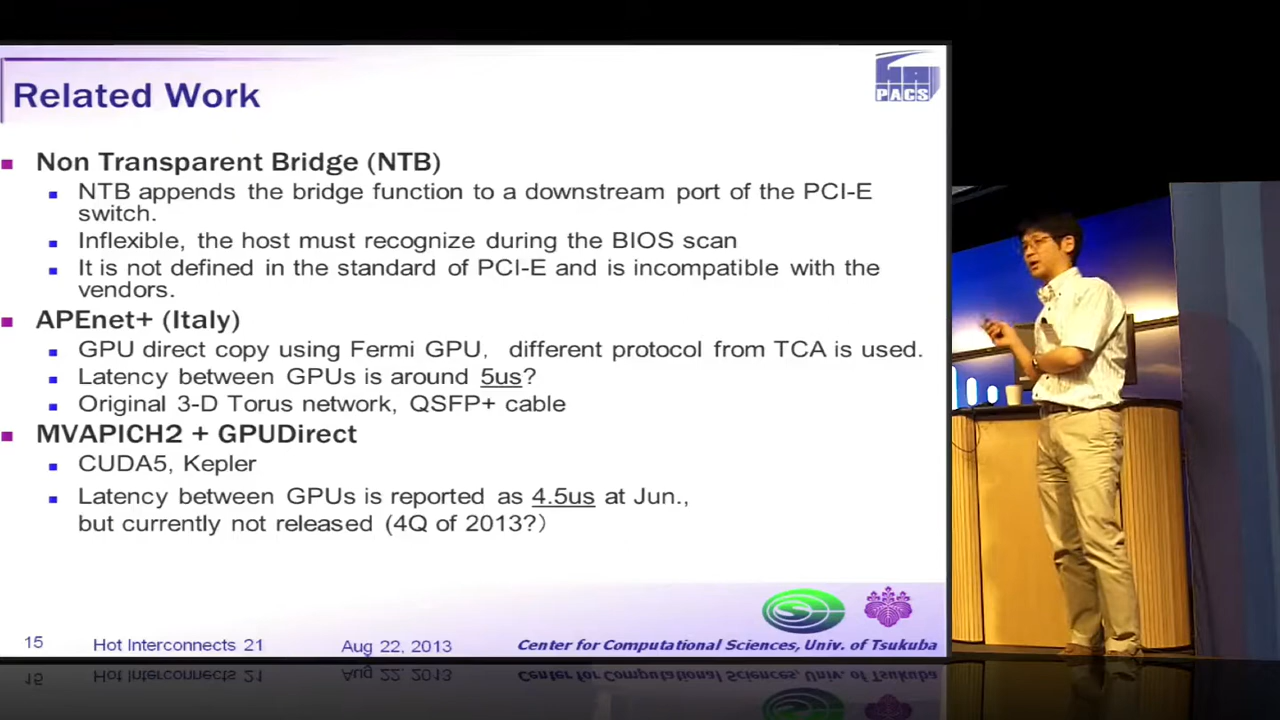 Related Work
HA
PACS
Non Transparent Bridge (NTB)
NTB appends the bridge function to a downstream port of the PCI-E
switch.
Inflexible, the host must recognize during the BIOS scan
It is not defined in the standard of PCI-E and is incompatible with the
vendors.
APEnet+ (Italy)
GPU direct copy using Fermi GPU, different protocol from TCA is used.
Latency between GPUs is around 5us?
Original 3-D Torus network, QSFP+ cable
MVAPICH2 + GPUDirect
CUDA5, Kepler
Latency between GPUs is reported as 4.5us at Jun.,
but currently not released (4Q of 2013?)
15 Hot Interconnects 21 Aug 22, 2013 Center for Computational Sciences, Univ. of Tsukuba